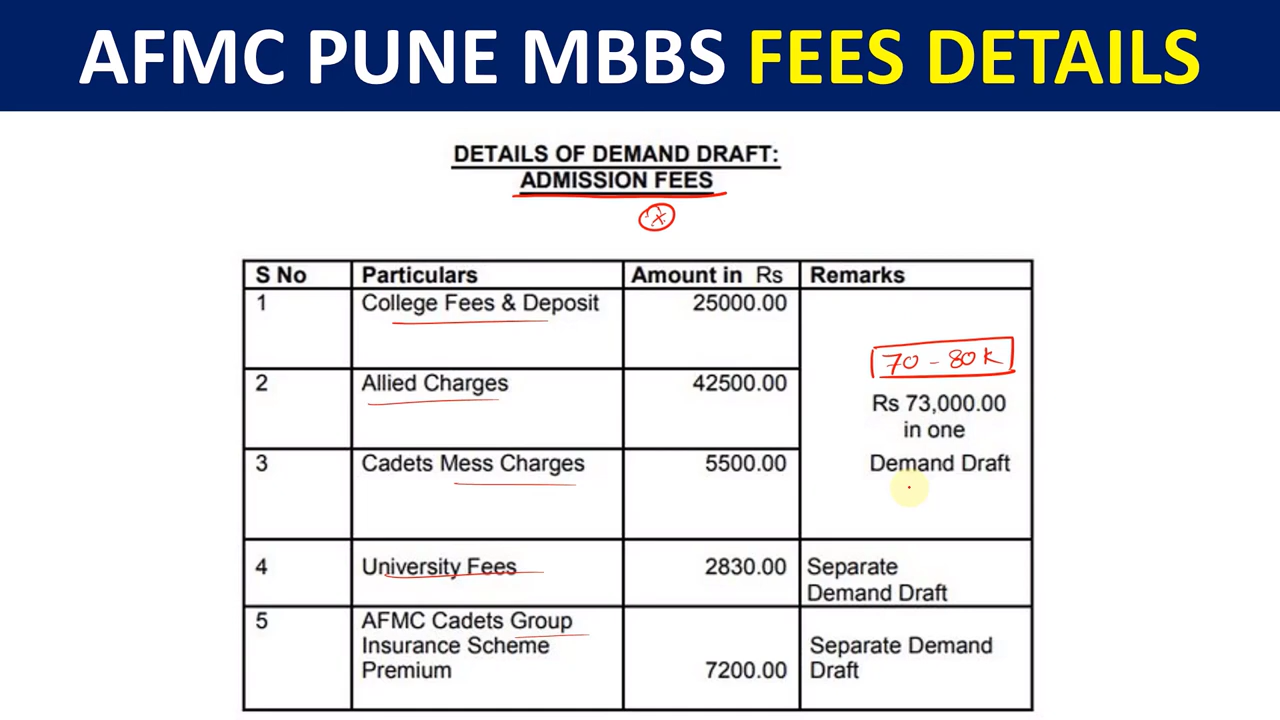 AFMC PUNE MBBS FEES DETAILS
DETAILS OF DEMAND DRAFT:
ADMISSION FEES
S No Particulars Amount in Rs Remarks
1 College Fees & Deposit 25000.00
70 - 80 K
2 Allied Charges 42500.00
Rs 73,000.00
in one
3 Cadets Mess Charges 5500.00 Demand Draft
4 University Fees 2830.00 Separate
Demand Draft
5 AFMC Cadets Group
Insurance Scheme Separate Demand
Premium 7200.00 Draft